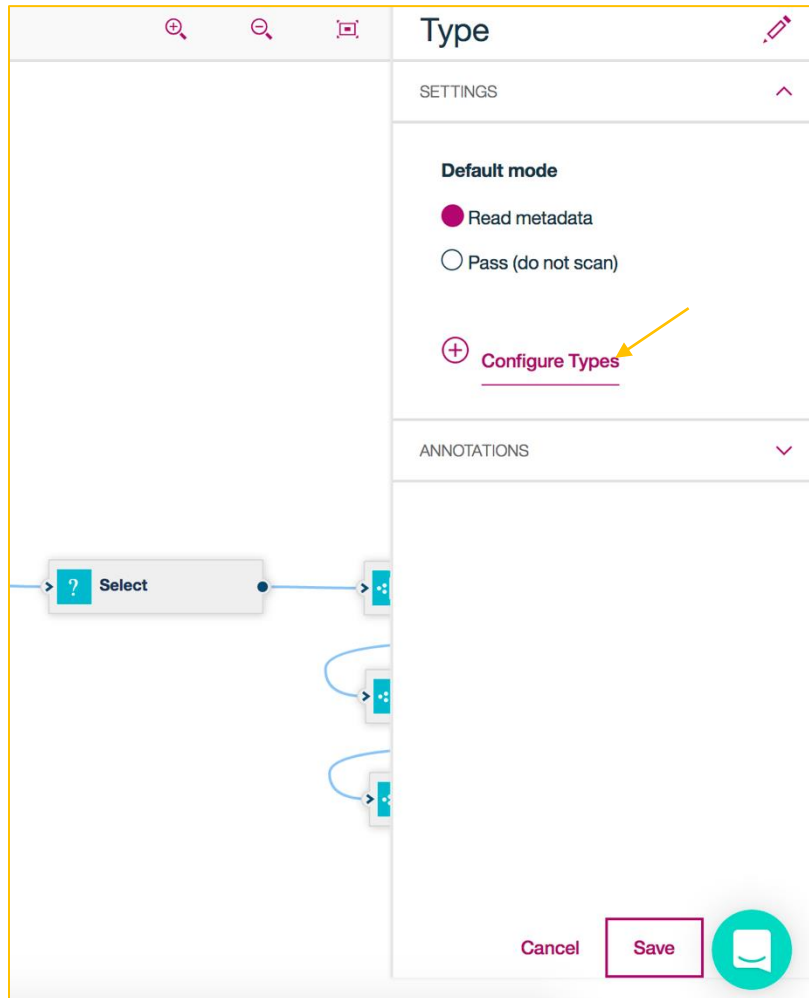 Type
SETTINGS
Default mode
Read metadata
Pass (do not scan)
Configure Types
ANNOTATIONS
? Select
Cancel
Save